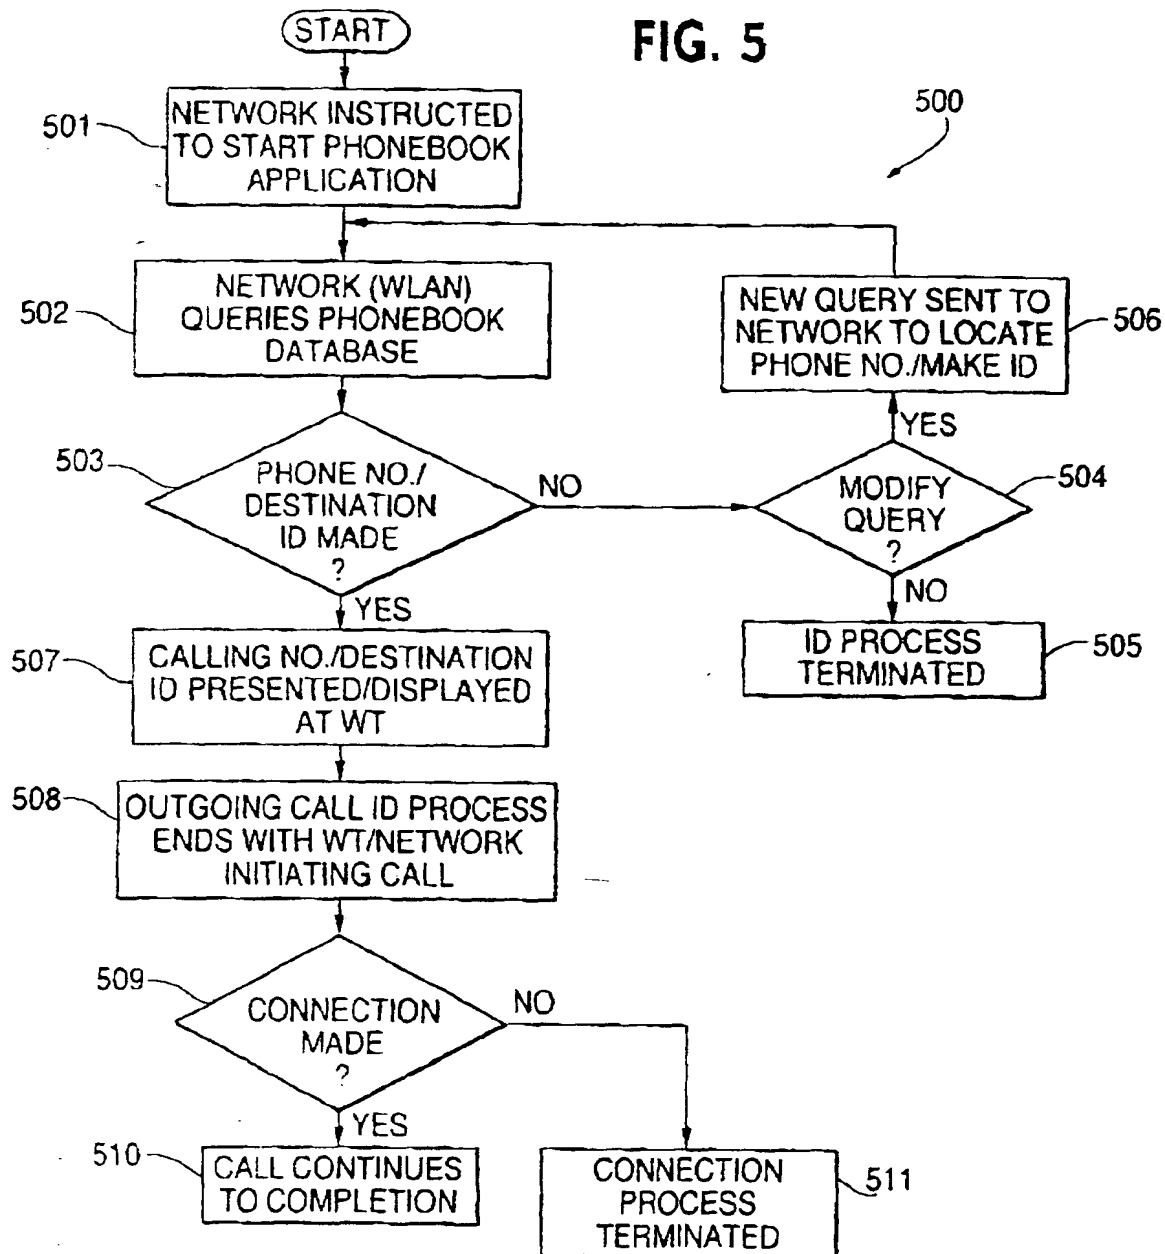 START
FIG. 5
500
501
NETWORK INSTRUCTED
TO START PHONEBOOK
APPLICATION
502
NETWORK (WLAN)
QUERIES PHONEBOOK
DATABASE
NEW QUERY SENT TO
NETWORK TO LOCATE
PHONE NO./MAKE ID
506
YES
503
PHONE NO./
DESTINATION
ID MADE
?
NO
MODIFY
QUERY
?
504
NO
YES
ID PROCESS
TERMINATED
505
507
CALLING NO./DESTINATION
ID PRESENTED/DISPLAYED
AT WT
508
OUTGOING CALL ID PROCESS
ENDS WITH WT/NETWORK
INITIATING CALL
509
CONNECTION
MADE
?
NO
YES
510
CALL CONTINUES
TO COMPLETION
CONNECTION
PROCESS
TERMINATED
511